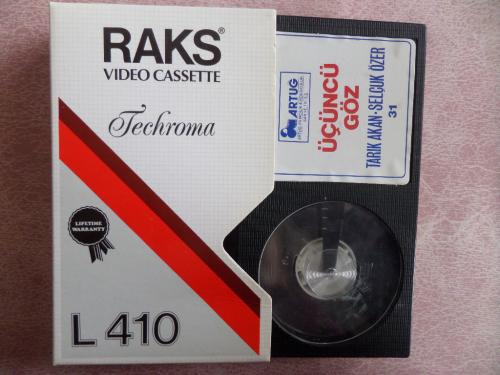 RAKS®
VIDEO CASSETTE
Techroma
LIFETIME
WARRANTY
L 410
ARTUG
ÜÇÜNCÜ
GÖZ
TARIK AKAN - SELÇUK ÖZER
31